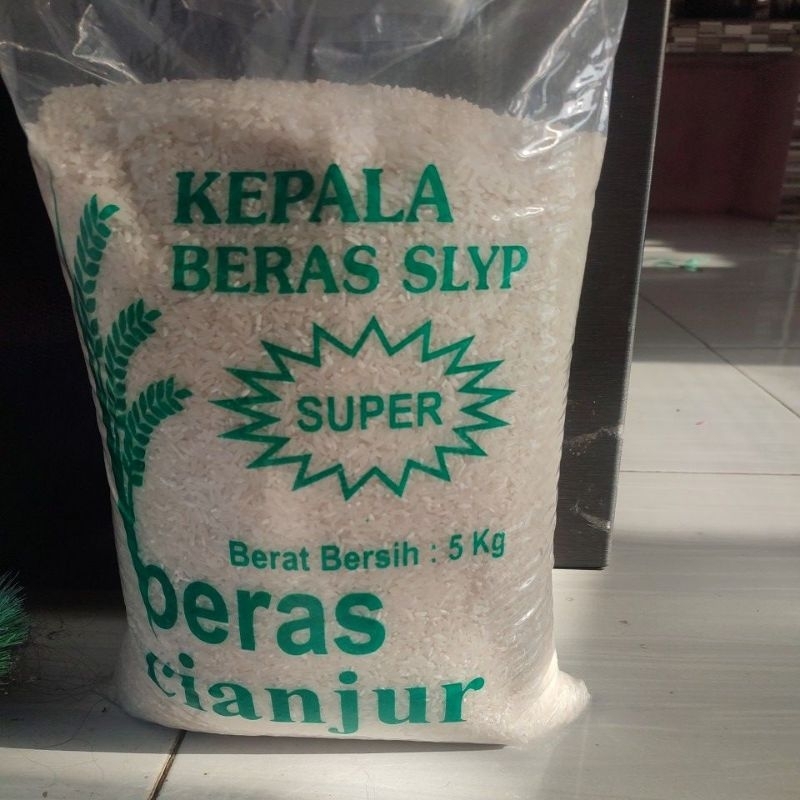 KEPALA
BERAS SLYP
SUPER
Berat Bersih : 5 Kg
beras
cianjur